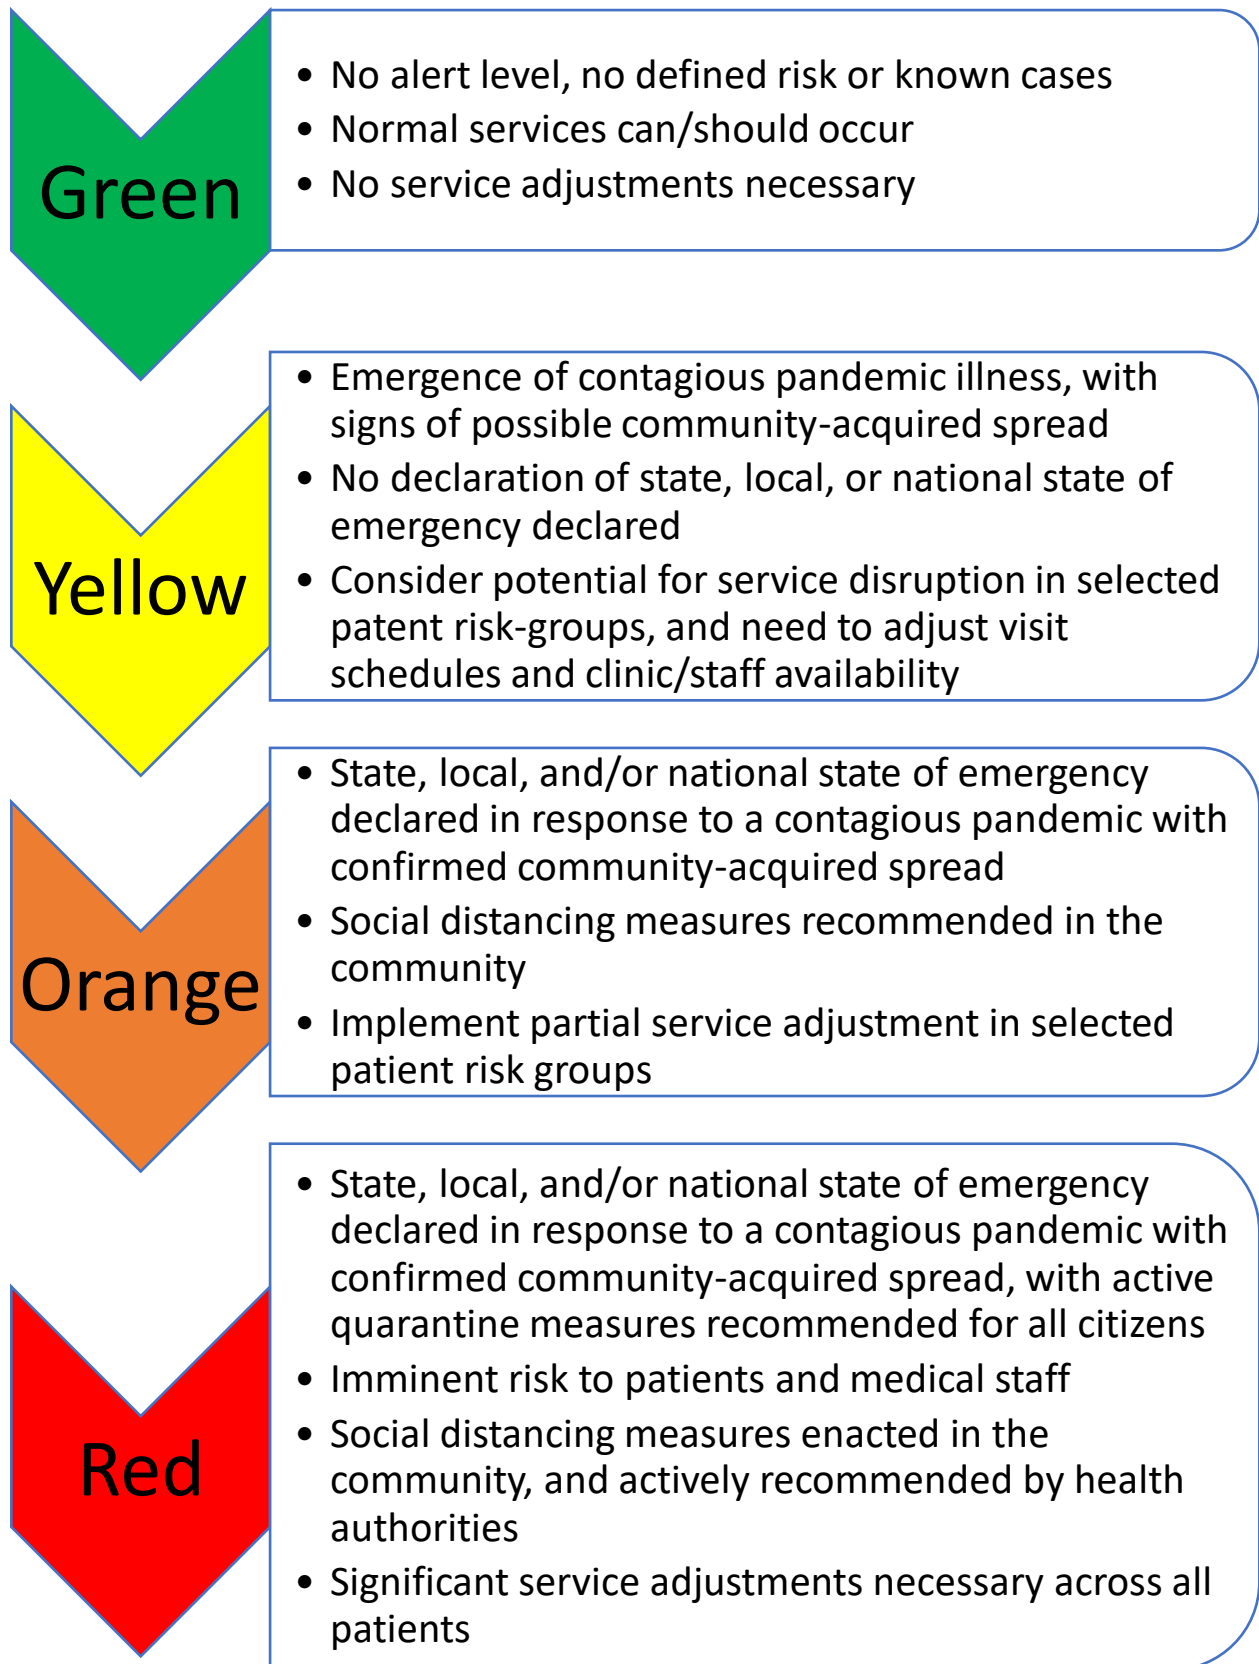 Green
• No alert level, no defined risk or known cases
• Normal services can/should occur
• No service adjustments necessary
Yellow
• Emergence of contagious pandemic illness, with
signs of possible community-acquired spread
• No declaration of state, local, or national state of
emergency declared
• Consider potential for service disruption in selected
patent risk-groups, and need to adjust visit
schedules and clinic/staff availability
Orange
• State, local, and/or national state of emergency
declared in response to a contagious pandemic with
confirmed community-acquired spread
• Social distancing measures recommended in the
community
• Implement partial service adjustment in selected
patient risk groups
Red
• State, local, and/or national state of emergency
declared in response to a contagious pandemic with
confirmed community-acquired spread, with active
quarantine measures recommended for all citizens
• Imminent risk to patients and medical staff
• Social distancing measures enacted in the
community, and actively recommended by health
authorities
• Significant service adjustments necessary across all
patients